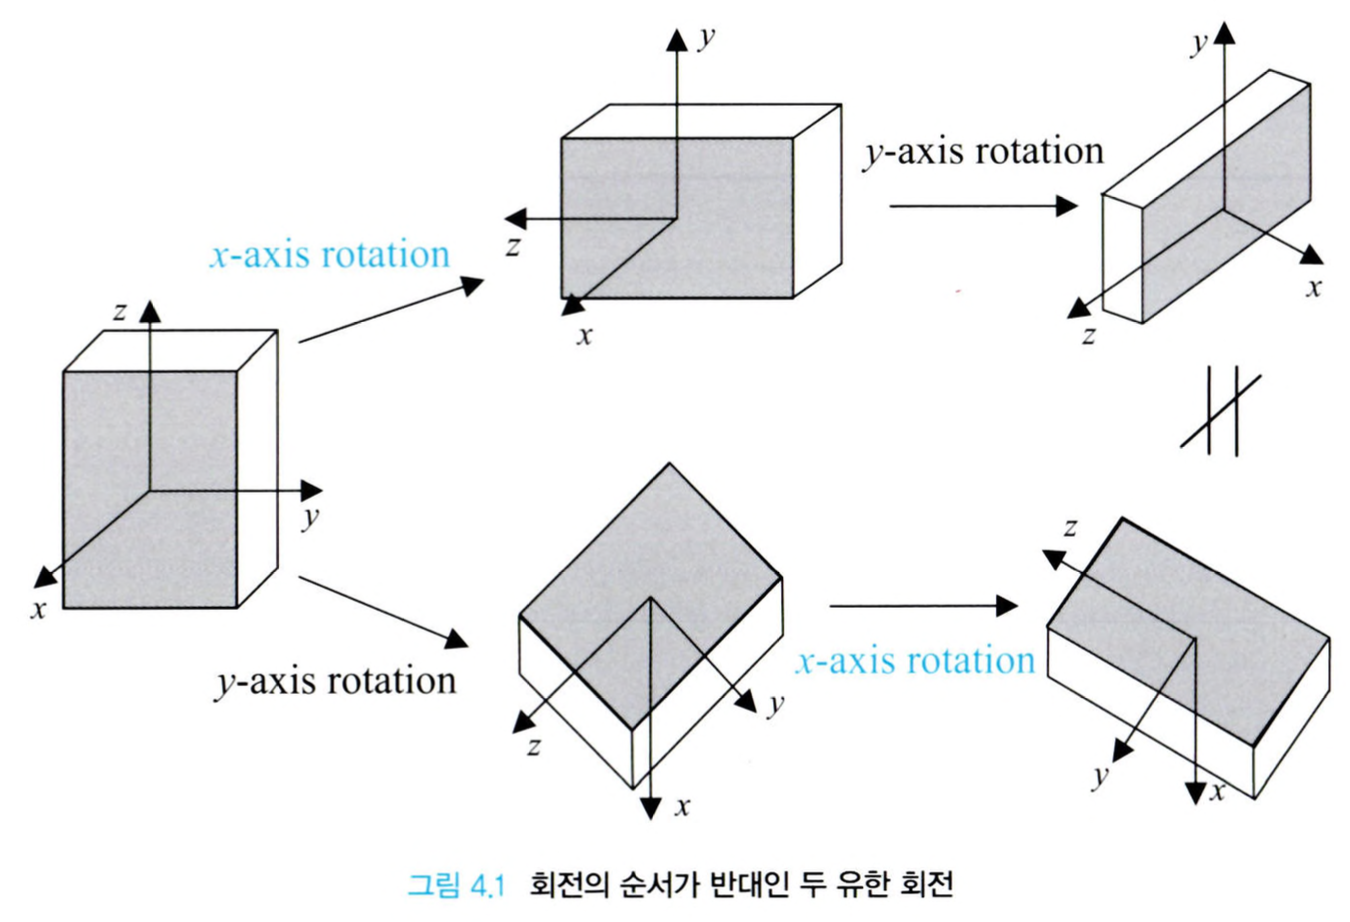 y
y
z
x
y-axis rotation
x
z
x-axis rotation
z
y
x
y-axis rotation
z
y
x
x-axis rotation
z
y
x
그림 4.1 회전의 순서가 반대인 두 유한 회전